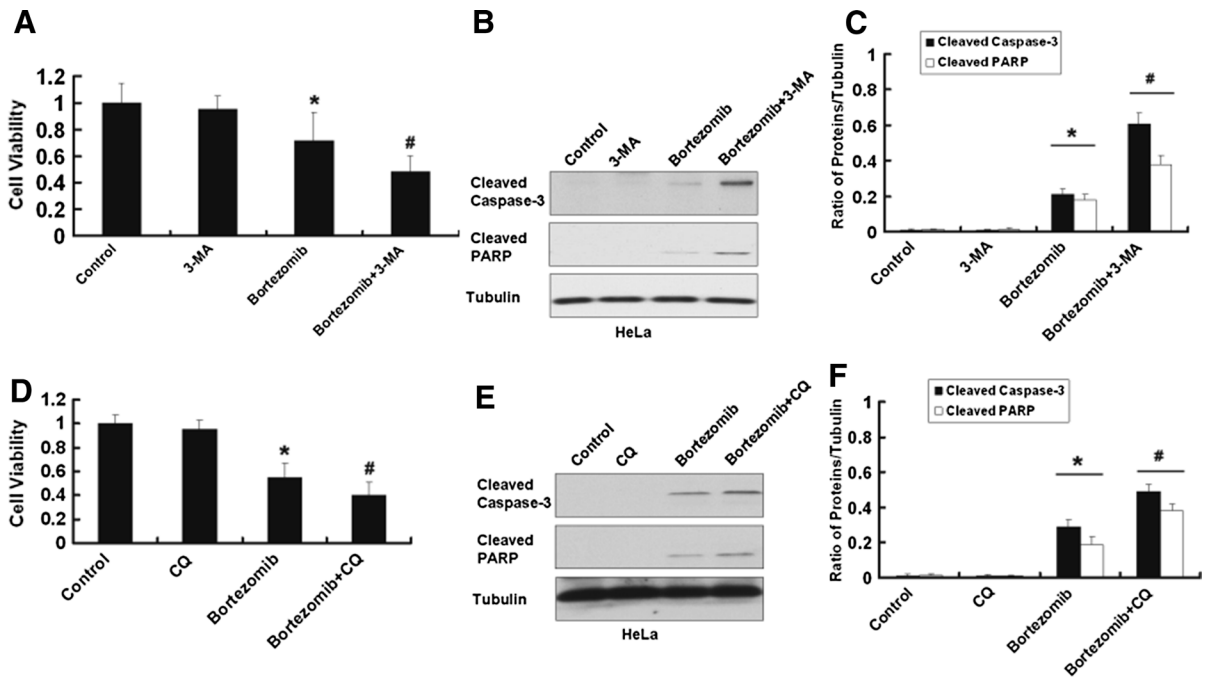 A
Cell Viability
1.2
1
0.8
0.6
0.4
0.2
0
*
#
Control
3-MA
Bortezomib
Bortezomib+3-MA
B
Control
3-MA
Bortezomib
Bortezomib+3-MA
Cleaved
Caspase-3
Cleaved
PARP
Tubulin
HeLa
C
Cleaved Caspase-3
Cleaved PARP
Ratio of Proteins/Tubulin
1
0.8
0.6
0.4
0.2
0
*
#
Control
3-MA
Bortezomib
Bortezomib+3-MA
D
Cell Viability
1.2
1
0.8
0.6
0.4
0.2
0
*
#
Control
CQ
Bortezomib
Bortezomib+CQ
E
Control
CQ
Bortezomib
Bortezomib+CQ
Cleaved
Caspase-3
Cleaved
PARP
Tubulin
HeLa
F
Cleaved Caspase-3
Cleaved PARP
Ratio of Proteins/Tubulin
1
0.8
0.6
0.4
0.2
0
*
#
Control
CQ
Bortezomib
Bortezomib+CQ